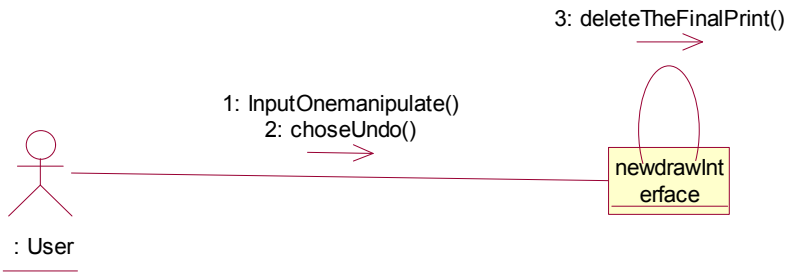 3: deleteTheFinalPrint()
1: InputOnemanipulate()
2: choseUndo()
newdrawInt
erface
: User